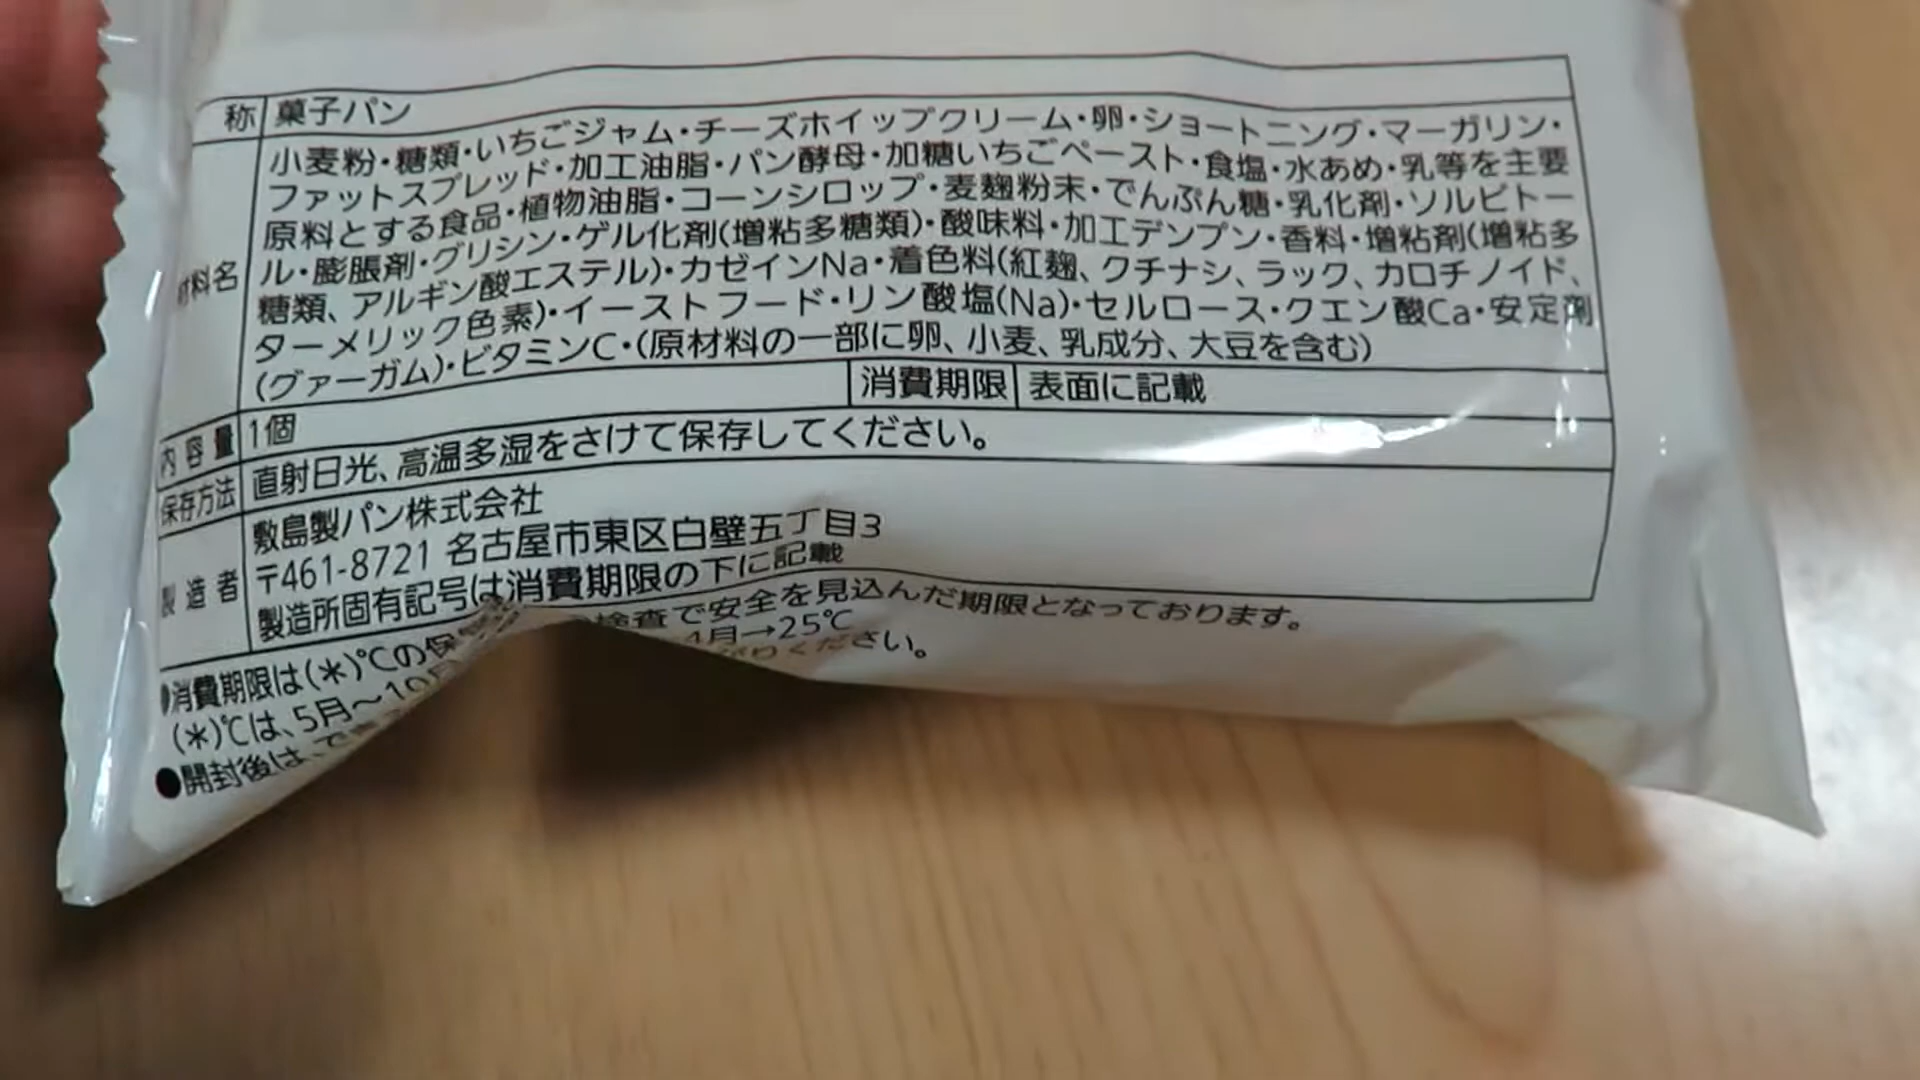 称 菓子パン
材料名 小麦粉・糖類・いちごジャム・チーズホイップクリーム・卵・ショートニング・マーガリン・
ファットスプレッド・加工油脂・パン酵母・加糖いちごペースト・食塩・水あめ・乳等を主要
原料とする食品・植物油脂・コーンシロップ・麦麹粉末・でんぷん糖・乳化剤・ソルビトー
ル・膨脹剤・グリシン・ゲル化剤(増粘多糖類)・酸味料・加工デンプン・香料・増粘剤(増粘多
糖類、アルギン酸エステル)・カゼインNa・着色料(紅麹、クチナシ、ラック、カロチノイド、
ターメリック色素)・イーストフード・リン酸塩(Na)・セルロース・クエン酸Ca・安定剤
(グァーガム)・ビタミンC・(原材料の一部に卵、小麦、乳成分、大豆を含む)
内容量 1個 消費期限 表面に記載
保存方法 直射日光、高温多湿をさけて保存してください。
製造者 敷島製パン株式会社
〒461-8721 名古屋市東区白壁五丁目3
製造所固有記号は消費期限の下に記載
●消費期限は(＊)℃の保 検査で安全を見込んだ期限となっております。
(＊)℃は、5月〜10月 4月→25℃
●開封後は、で ください。